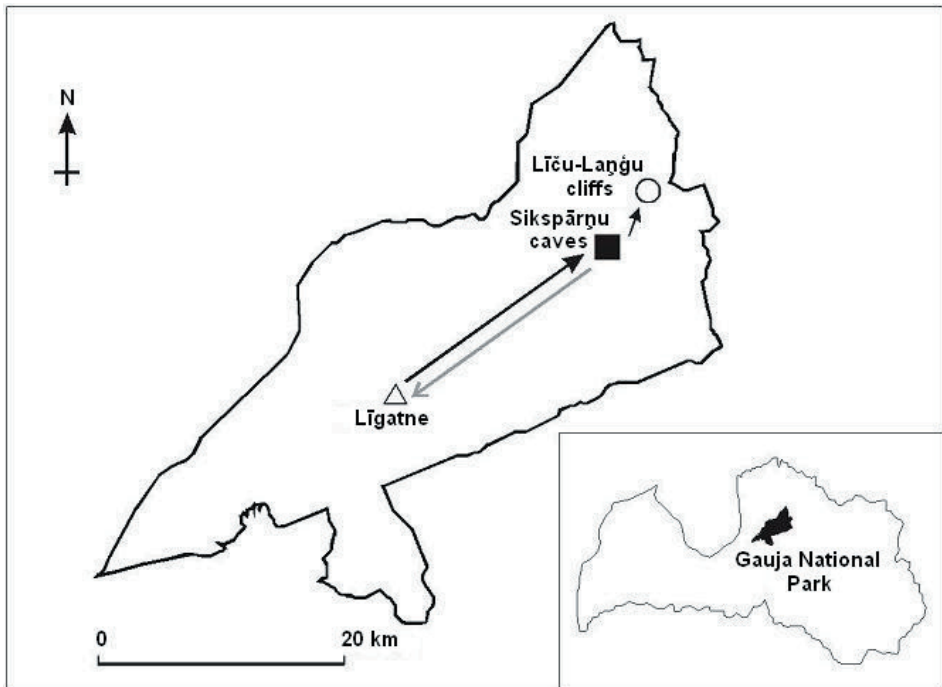 N
Līču-Laņģu
cliffs
Sikspārņu
caves
Līgatne
0 20 km
Gauja National
Park